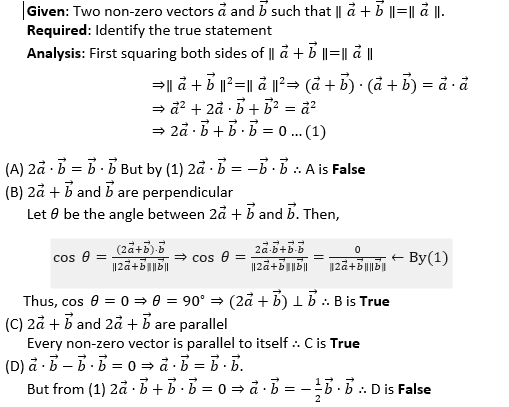 Given: Two non-zero vectors a⃗ and b⃗ such that ‖ a⃗ + b⃗ ‖=‖ a⃗ ‖.
Required: Identify the true statement
Analysis: First squaring both sides of ‖ a⃗ + b⃗ ‖=‖ a⃗ ‖
⇒‖ a⃗ + b⃗ ‖²=‖ a⃗ ‖²⇒ (a⃗ + b⃗) · (a⃗ + b⃗) = a⃗ · a⃗
⇒ a⃗² + 2a⃗ · b⃗ + b⃗² = a⃗²
⇒ 2a⃗ · b⃗ + b⃗ · b⃗ = 0 … (1)
(A) 2a⃗ · b⃗ = b⃗ · b⃗ But by (1) 2a⃗ · b⃗ = −b⃗ · b⃗ ∴ A is False
(B) 2a⃗ + b⃗ and b⃗ are perpendicular
Let θ be the angle between 2a⃗ + b⃗ and b⃗. Then,
cos θ = (2a⃗+b⃗)·b⃗ / ‖2a⃗+b⃗‖‖b⃗‖ ⇒ cos θ = 2a⃗·b⃗+b⃗·b⃗ / ‖2a⃗+b⃗‖‖b⃗‖ = 0 / ‖2a⃗+b⃗‖‖b⃗‖ ← By(1)
Thus, cos θ = 0 ⇒ θ = 90° ⇒ (2a⃗ + b⃗) ⊥ b⃗ ∴ B is True
(C) 2a⃗ + b⃗ and 2a⃗ + b⃗ are parallel
Every non-zero vector is parallel to itself ∴ C is True
(D) a⃗ · b⃗ − b⃗ · b⃗ = 0 ⇒ a⃗ · b⃗ = b⃗ · b⃗.
But from (1) 2a⃗ · b⃗ + b⃗ · b⃗ = 0 ⇒ a⃗ · b⃗ = −½b⃗ · b⃗ ∴ D is False